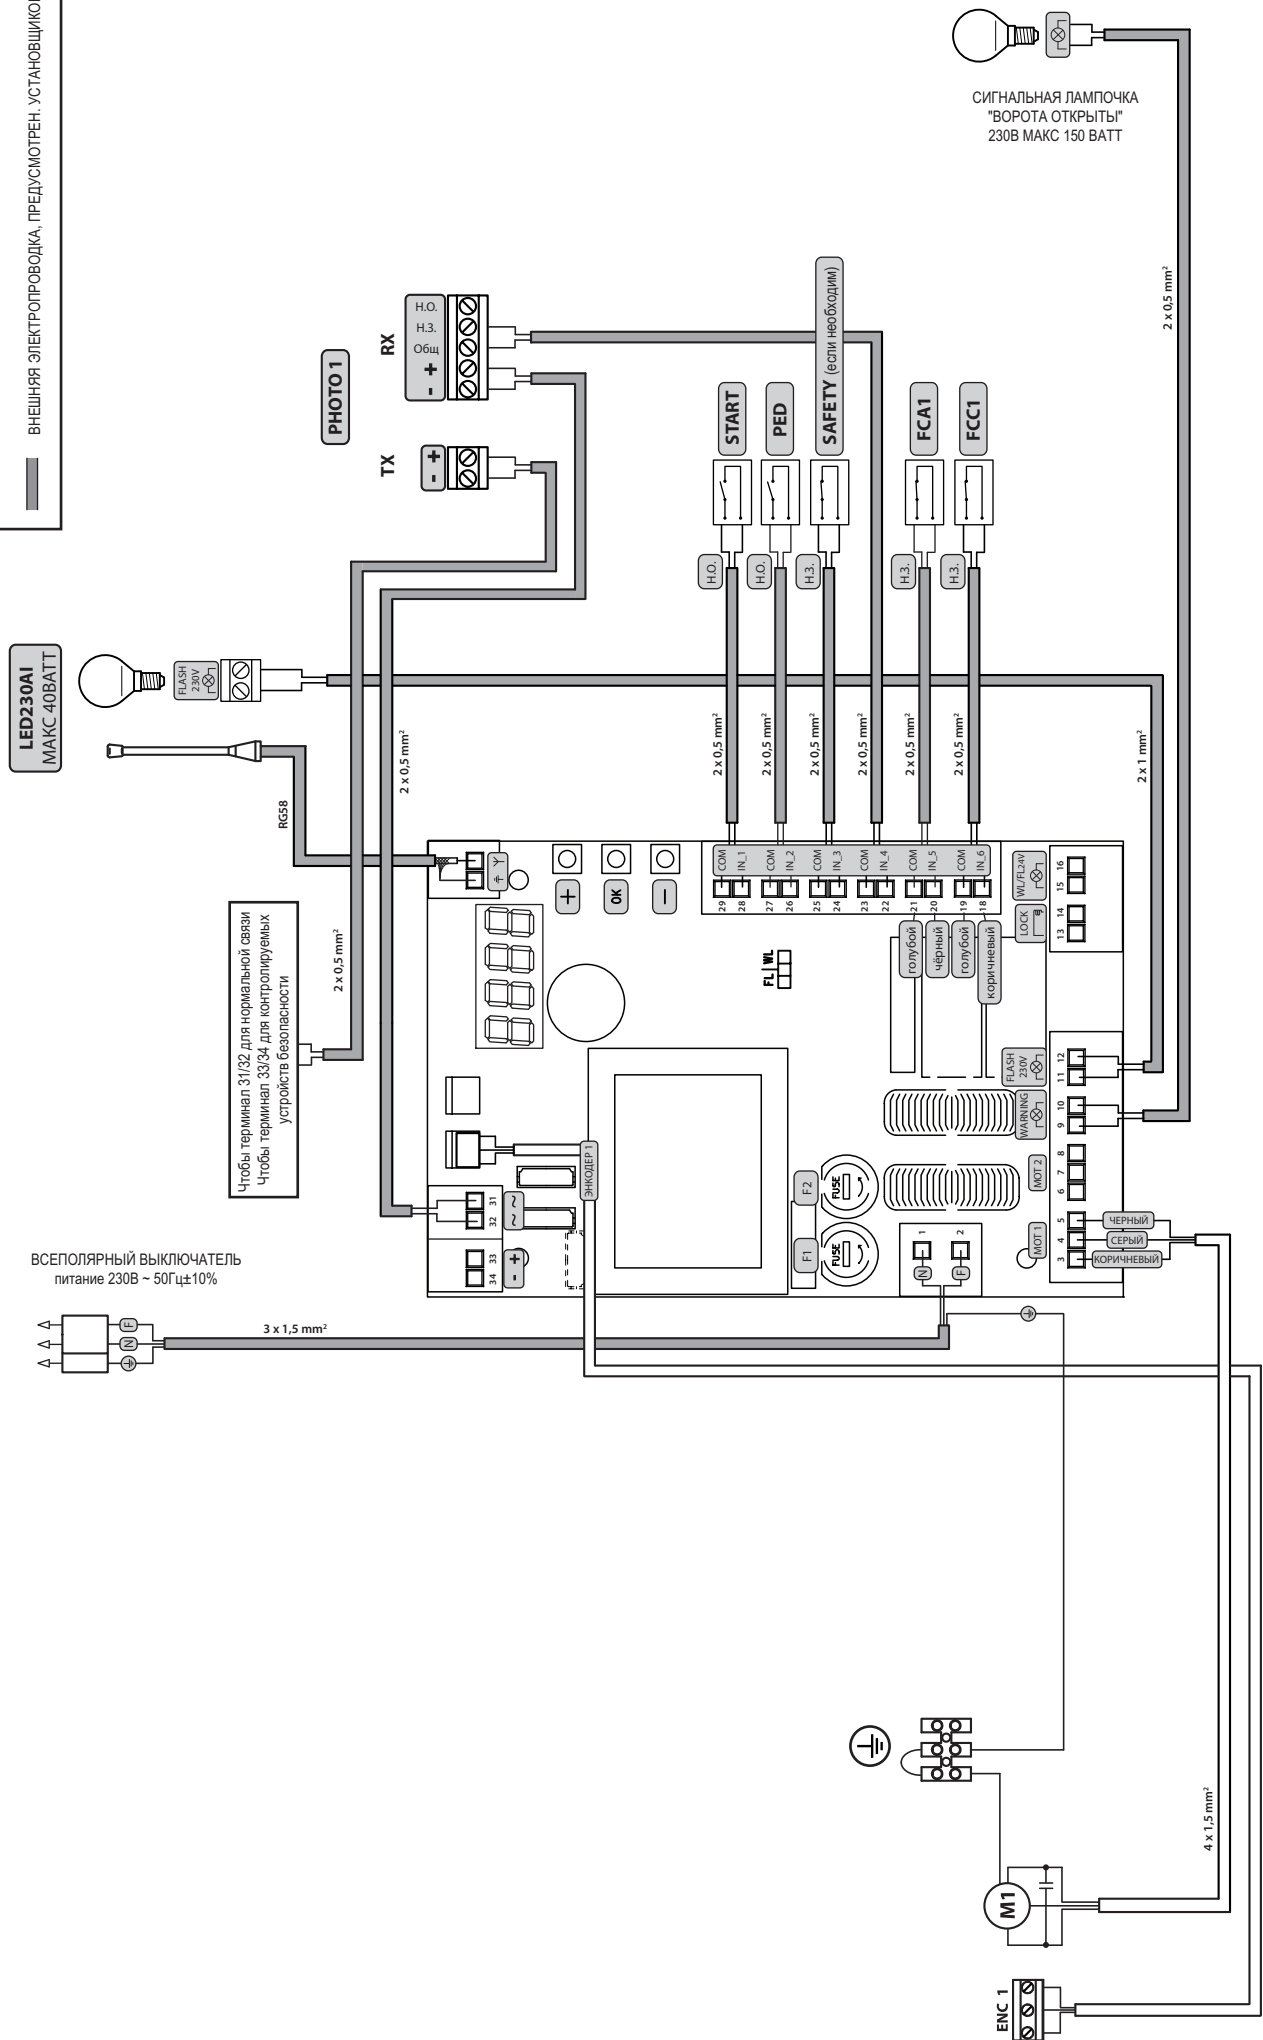 ВНЕШНЯЯ ЭЛЕКТРОПРОВОДКА, ПРЕДУСМОТРЕН. УСТАНОВЩИКОМ
СИГНАЛЬНАЯ ЛАМПОЧКА
"ВОРОТА ОТКРЫТЫ"
230В МАКС 150 ВАТТ
PHOTO 1
RX
Н.О.
Н.З.
Общ
+
-
TX
- +
LED230AI
МАКС 40ВАТТ
FLASH
230V
RG58
2 x 0,5 mm²
2 x 0,5 mm²
2 x 0,5 mm²
START
PED
SAFETY (если необходим)
FCA1
FCC1
Н.О.
Н.О.
Н.З.
Н.З.
Н.З.
2 x 0,5 mm²
2 x 0,5 mm²
2 x 0,5 mm²
2 x 0,5 mm²
2 x 0,5 mm²
2 x 0,5 mm²
2 x 1 mm²
Чтобы терминал 31/32 для нормальной связи
Чтобы терминал 33/34 для контролируемых
устройств безопасности
+
OK
-
COM
IN_1
COM
IN_2
COM
IN_3
COM
IN_4
COM
IN_5
COM
IN_6
29
28
27
26
25
24
23
22
21
20
19
18
FL WL
голубой
чёрный
голубой
коричневый
LOCK
WL/FL24V
13
14
15
16
FLASH
230V
WARNING
МОТ 2
МОТ 1
12
11
10
9
8
7
6
5
4
3
ЧЕРНЫЙ
СЕРЫЙ
КОРИЧНЕВЫЙ
ЭНКОДЕР 1
31
32
33
34
~ ~
- +
F2
F1
FUSE
FUSE
1
2
N
F
ВСЕПОЛЯРНЫЙ ВЫКЛЮЧАТЕЛЬ
питание 230В ~ 50Гц±10%
F
N
3 x 1,5 mm²
4 x 1,5 mm²
M1
ENC 1